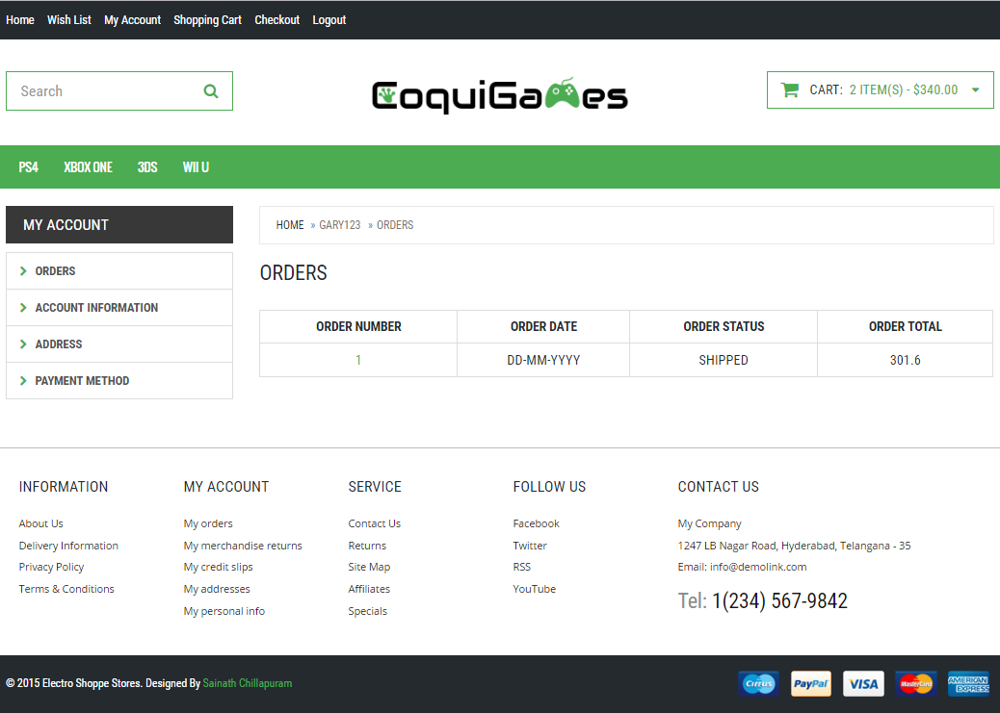 Home Wish List My Account Shopping Cart Checkout Logout
Search
CoquiGames
CART: 2 ITEM(S) - $340.00
PS4 XBOX ONE 3DS WII U
MY ACCOUNT
ORDERS
ACCOUNT INFORMATION
ADDRESS
PAYMENT METHOD
HOME » GARY123 » ORDERS
ORDERS
ORDER NUMBER ORDER DATE ORDER STATUS ORDER TOTAL
1 DD-MM-YYYY SHIPPED 301.6
INFORMATION
About Us
Delivery Information
Privacy Policy
Terms & Conditions
MY ACCOUNT
My orders
My merchandise returns
My credit slips
My addresses
My personal info
SERVICE
Contact Us
Returns
Site Map
Affiliates
Specials
FOLLOW US
Facebook
Twitter
RSS
YouTube
CONTACT US
My Company
1247 LB Nagar Road, Hyderabad, Telangana - 35
Email: info@demolink.com
Tel: 1(234) 567-9842
© 2015 Electro Shoppe Stores. Designed By Sainath Chillapuram
Cirrus PayPal VISA MasterCard AMERICAN EXPRESS